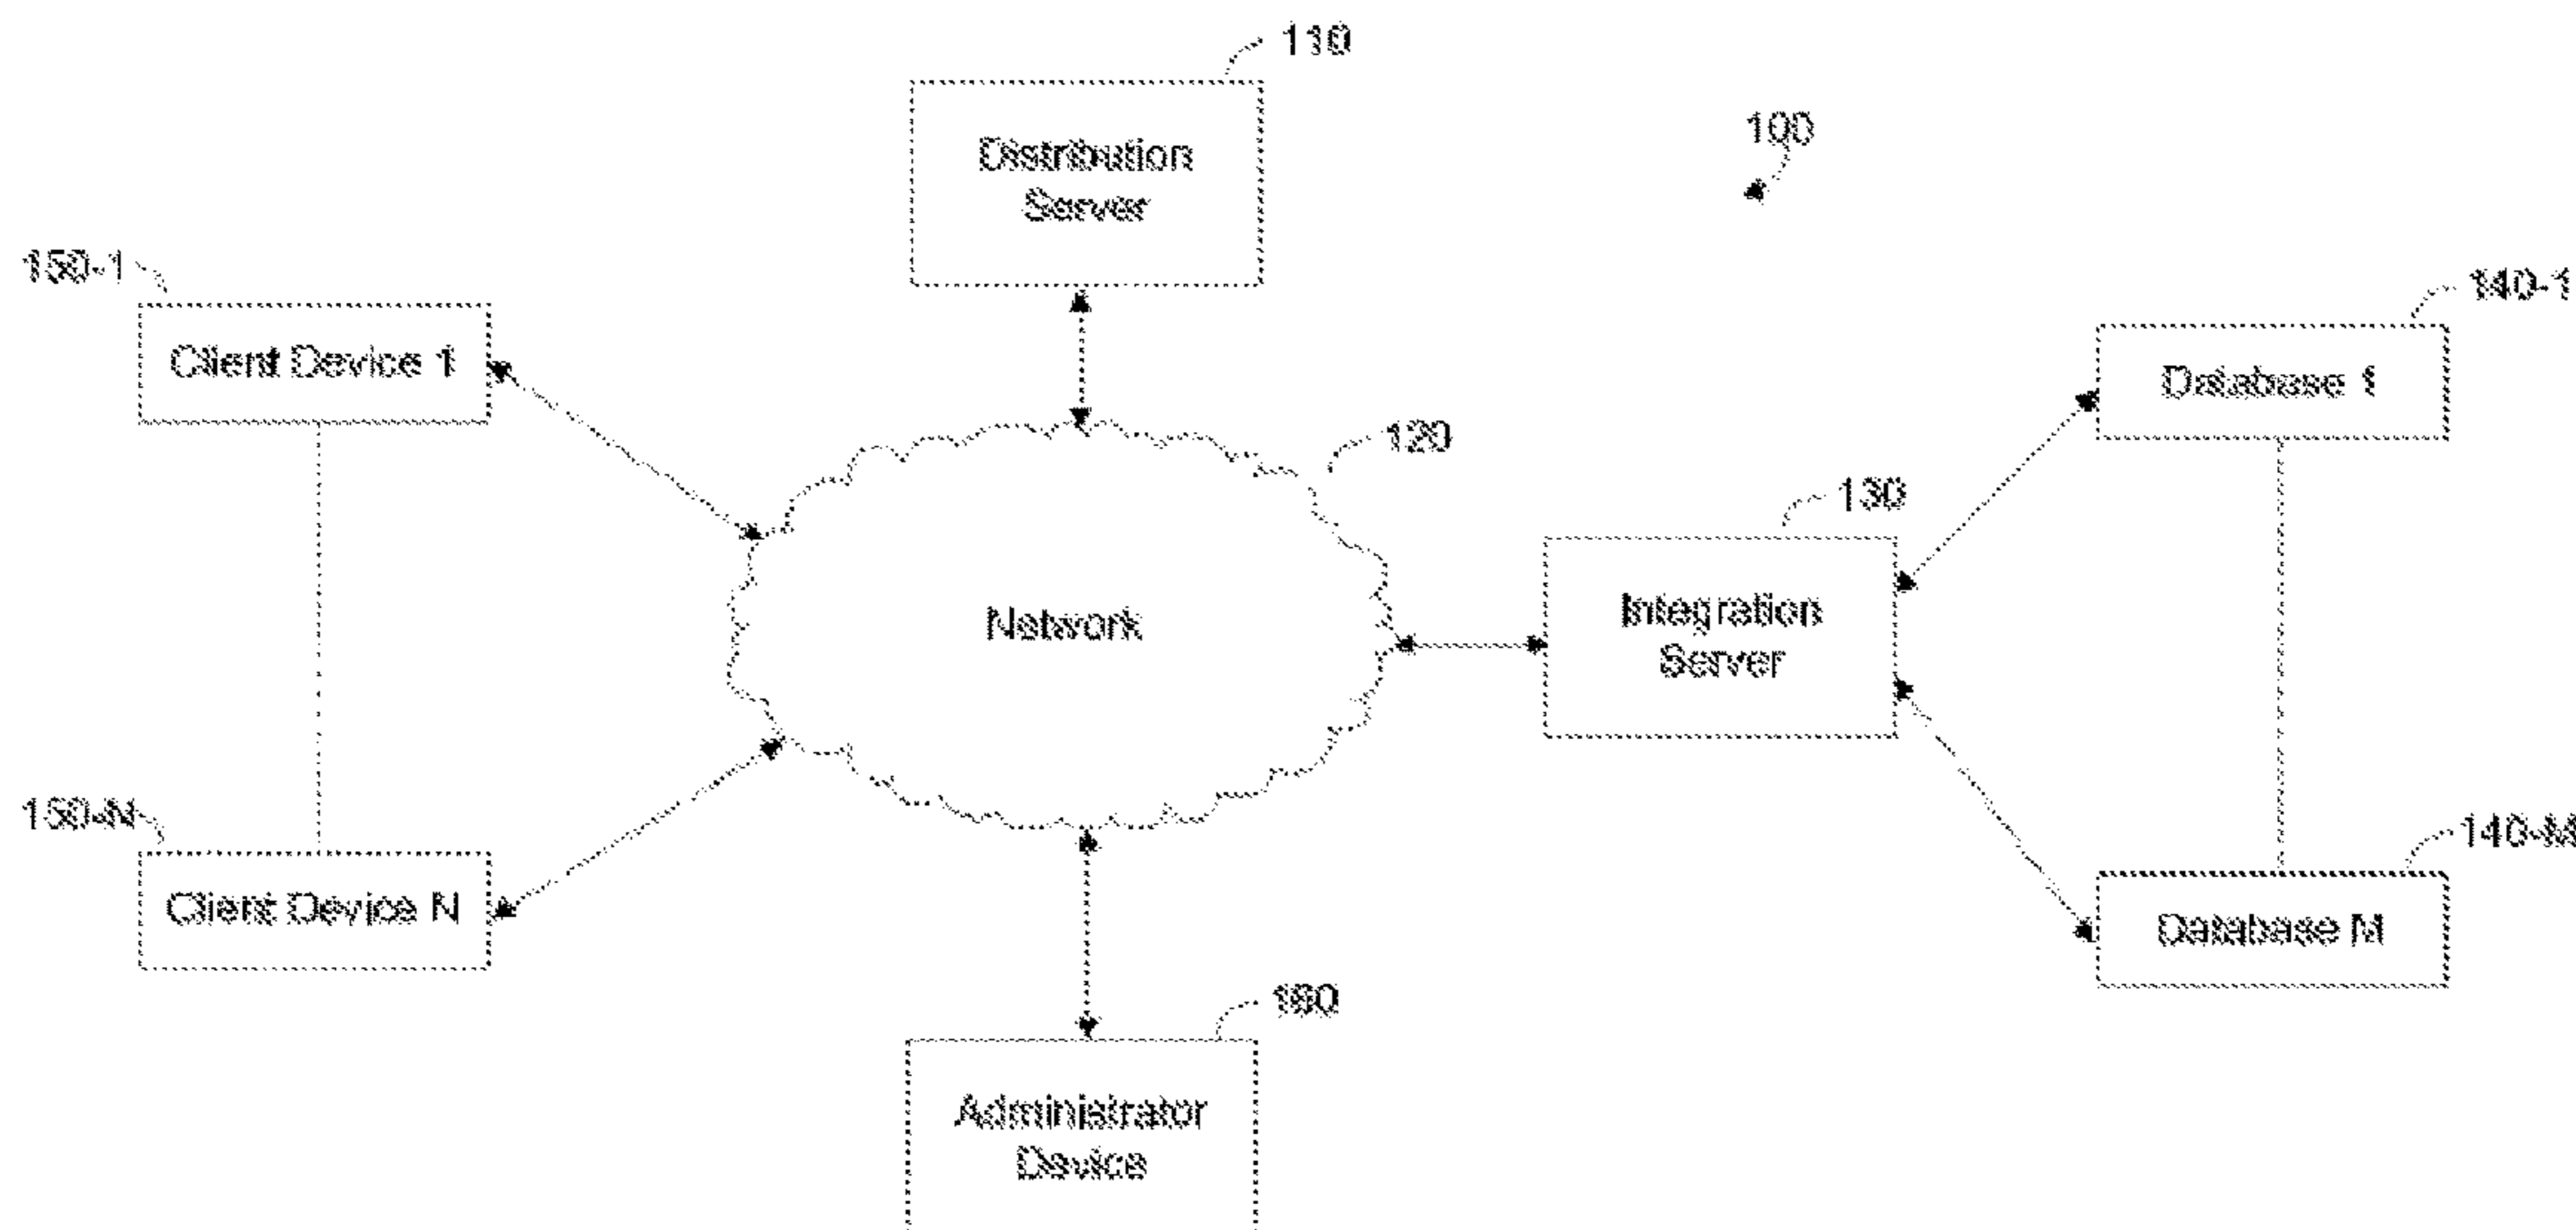 110
Distribution
Server
100
150-1
Client Device 1
140-1
Database 1
120
130
Network
Integration
Server
150-N
Client Device N
140-M
Database M
160
Administrator
Device